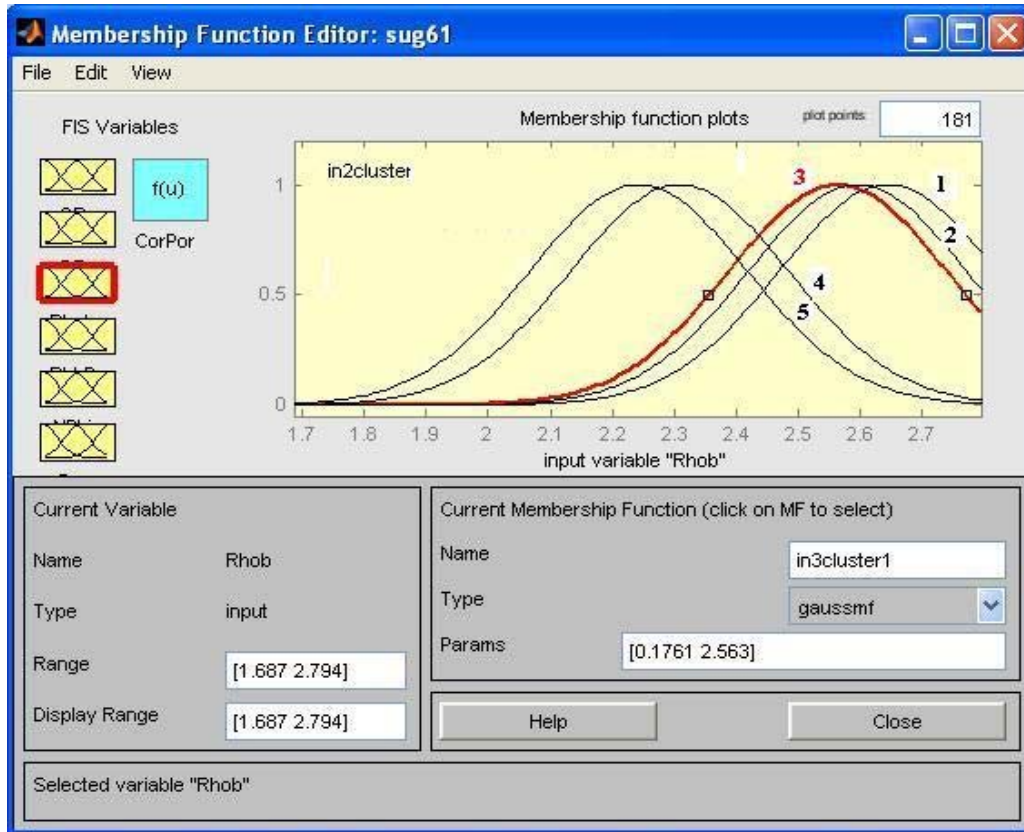 Membership Function Editor: sug61
File Edit View
FIS Variables
f(u)
CorPor
Membership function plots
plot points:
181
in2cluster
3
1
2
4
5
1
0.5
0
1.7 1.8 1.9 2 2.1 2.2 2.3 2.4 2.5 2.6 2.7
input variable "Rhob"
Current Variable
Name Rhob
Type input
Range [1.687 2.794]
Display Range [1.687 2.794]
Current Membership Function (click on MF to select)
Name in3cluster1
Type gaussmf
Params [0.1761 2.563]
Help Close
Selected variable "Rhob"